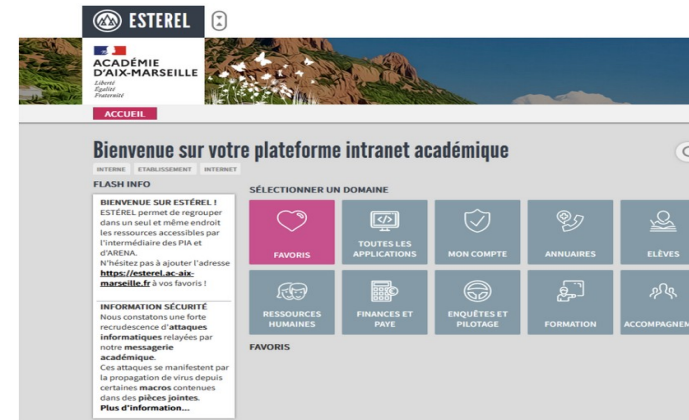 ESTEREL
ACADÉMIE
D'AIX-MARSEILLE
Liberté
Égalité
Fraternité
ACCUEIL
Bienvenue sur votre plateforme intranet académique
INTERNE ETABLISSEMENT INTERNET
FLASH INFO
BIENVENUE SUR ESTÉREL !
ESTÉREL permet de regrouper
dans un seul et même endroit
les ressources accessibles par
l'intermédiaire des PIA et
d'ARENA.
N'hésitez pas à ajouter l'adresse
https://esterel.ac-aix-
marseille.fr à vos favoris !
INFORMATION SÉCURITÉ
Nous constatons une forte
recrudescence d'attaques
informatiques relayées par
notre messagerie
académique.
Ces attaques se manifestent par
la propagation de virus depuis
certaines macros contenues
dans des pièces jointes.
Plus d'information...
SÉLECTIONNER UN DOMAINE
FAVORIS
TOUTES LES
APPLICATIONS
MON COMPTE
ANNUAIRES
ELÈVES
RESSOURCES
HUMAINES
FINANCES ET
PAYE
ENQUÊTES ET
PILOTAGE
FORMATION
ACCOMPAGNEM
FAVORIS